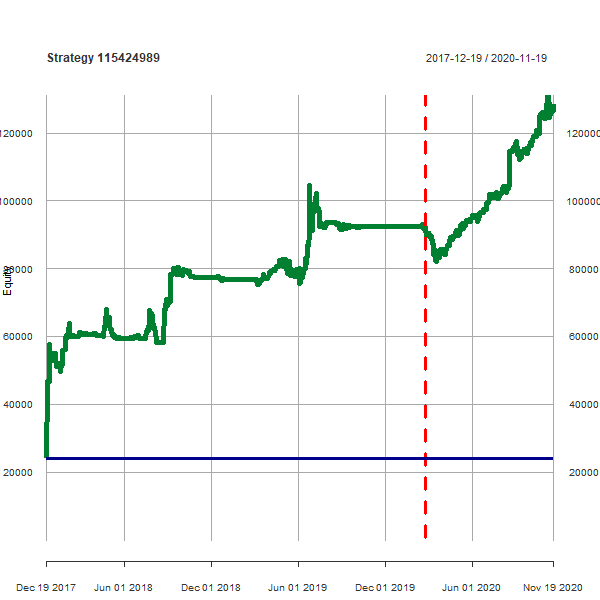 Strategy 115424989
2017-12-19 / 2020-11-19
120000
120000
100000
100000
Equity
80000
80000
60000
60000
40000
40000
20000
20000
Dec 19 2017
Jun 01 2018
Dec 01 2018
Jun 01 2019
Dec 01 2019
Jun 01 2020
Nov 19 2020